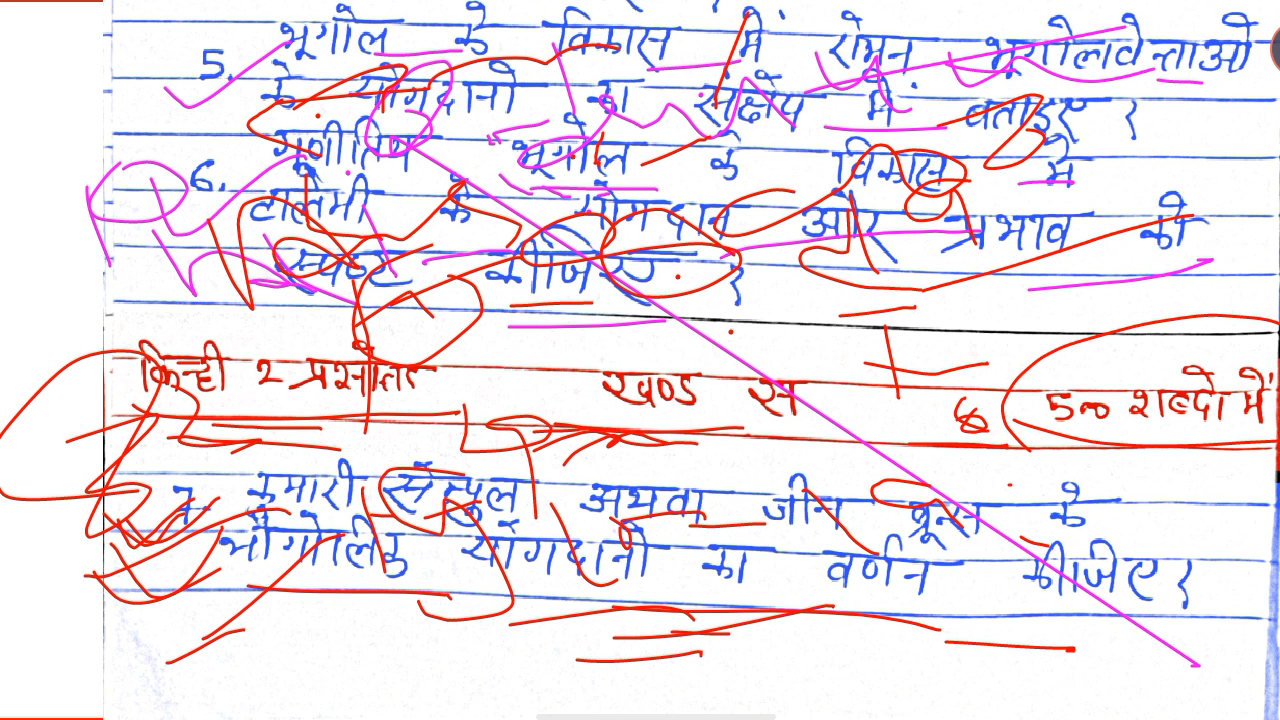 5. भूगोल के विकास में रोमन भूगोलवेन्ताओ
के योगदानो का संक्षेप में बताइए ।
6. गणीतिय भूगोल के विकास में
टालेमी के योगदान और प्रभाव को
स्पष्ट कीजिए ।
किन्ही 2 प्रश्नोतर खण्ड स 500 शब्दो में
7. कुमारी सेम्पुल अथवा जीन ब्रून्स के
भौगोलिक योगदानो का वर्णन कीजिए ।